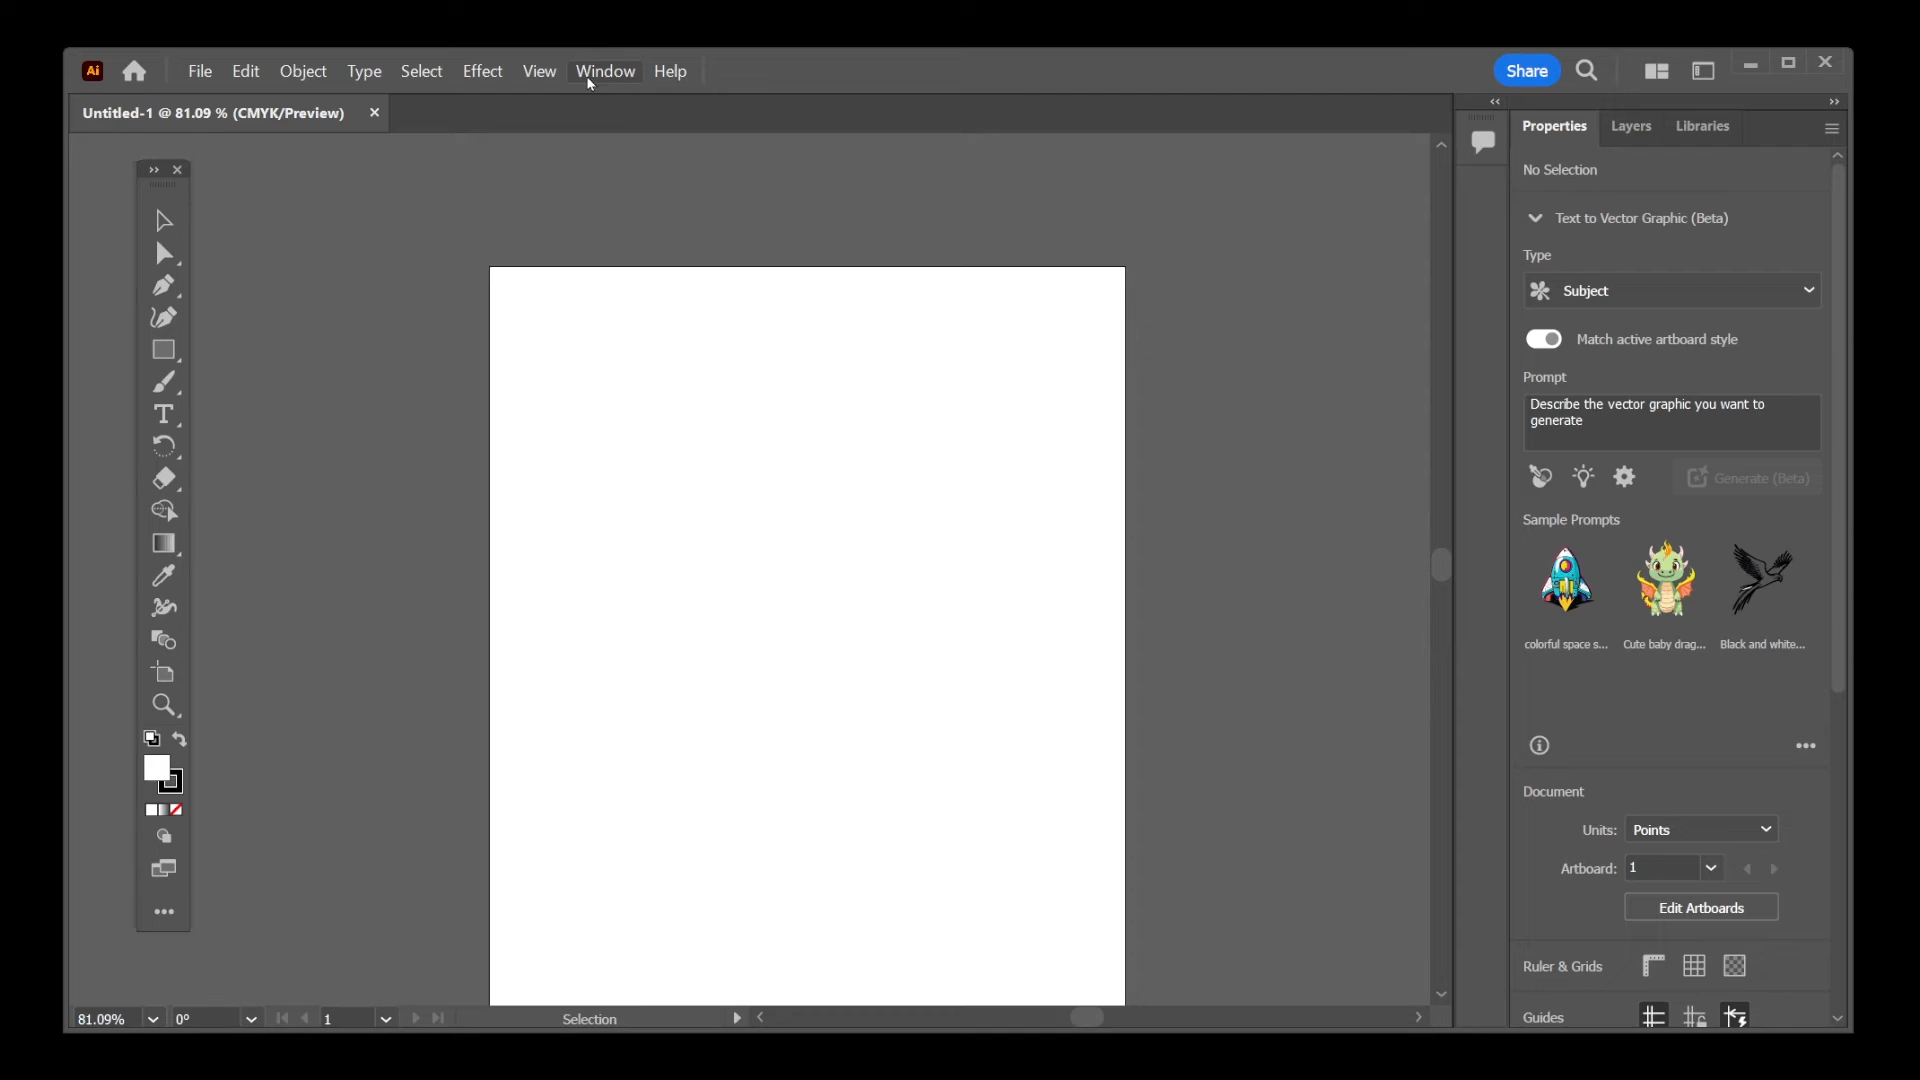 Ai
File
Edit
Object
Type
Select
Effect
View
Window
Help
Share
Untitled-1 @ 81.09 % (CMYK/Preview)
Properties
Layers
Libraries
No Selection
Text to Vector Graphic (Beta)
Type
Subject
Match active artboard style
Prompt
Describe the vector graphic you want to
generate
Generate (Beta)
Sample Prompts
colorful space s...
Cute baby drag...
Black and white...
Document
Units:
Points
Artboard:
1
Edit Artboards
Ruler & Grids
Guides
81.09%
0°
1
Selection